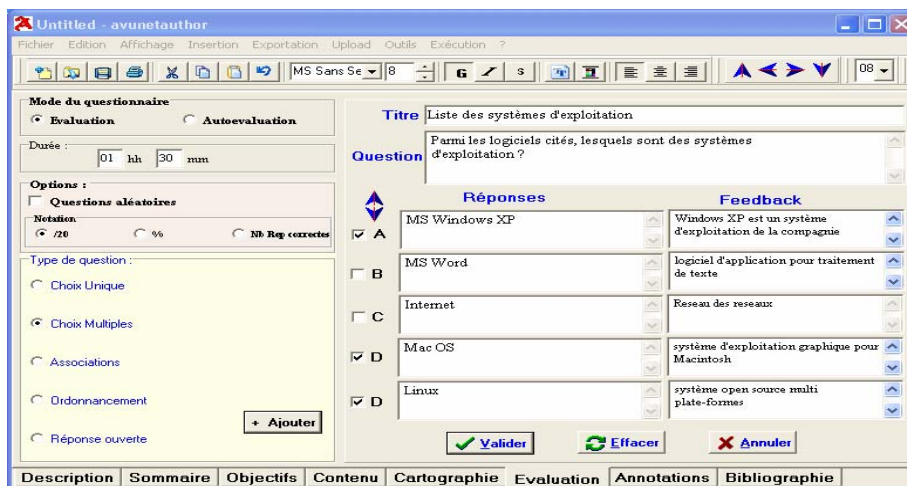 Untitled - avunetauthor
Fichier Edition Affichage Insertion Exportation Upload Outils Exécution ?
MS Sans Se 8 G I s 08
Mode du questionnaire
Evaluation Autoevaluation
Durée :
01 hh 30 mm
Options :
Questions aléatoires
Notation
/20 % Nb Rep correctes
Type de question :
Choix Unique
Choix Multiples
Associations
Ordonnancement
+ Ajouter
Réponse ouverte
Titre Liste des systèmes d'exploitation
Question Parmi les logiciels cités, lesquels sont des systèmes
d'exploitation ?
Réponses Feedback
A MS Windows XP Windows XP est un système
d'exploitation de la compagnie
B MS Word logiciel d'application pour traitement
de texte
C Internet Reseau des reseaux
D Mac OS système d'exploitation graphique pour
Macintosh
D Linux système open source multi
plate-formes
Valider Effacer Annuler
Description Sommaire Objectifs Contenu Cartographie Evaluation Annotations Bibliographie